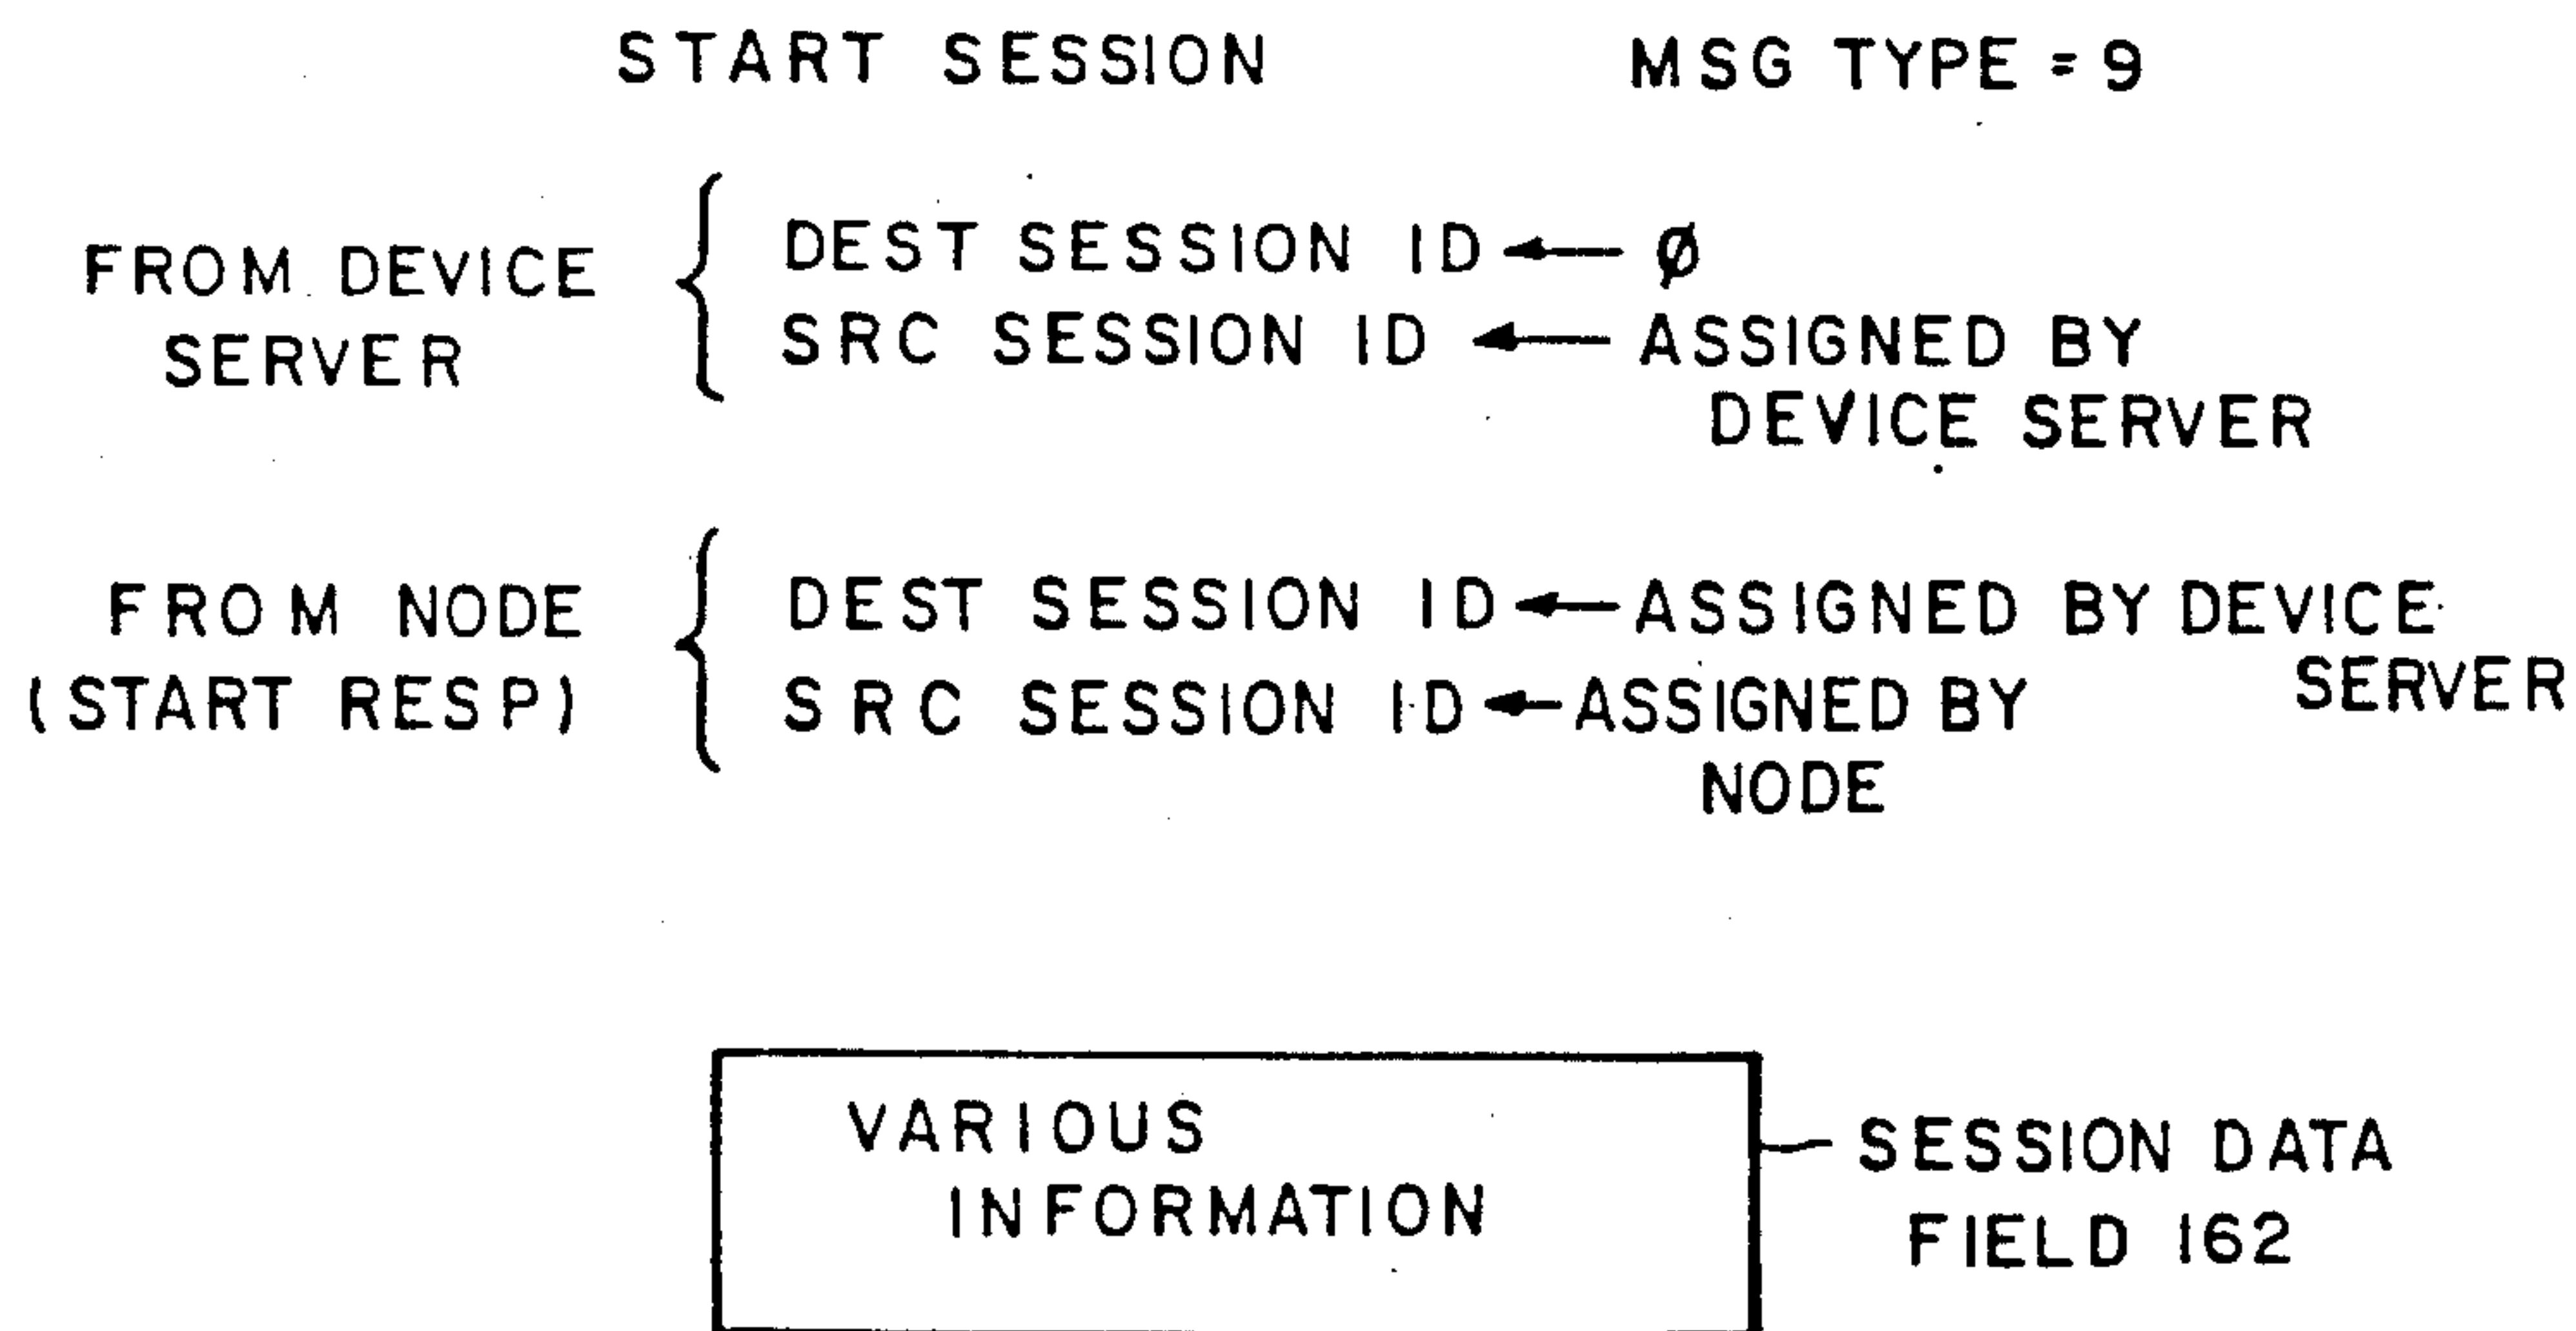 START SESSION MSG TYPE = 9
FROM DEVICE
SERVER
DEST SESSION ID ← Ø
SRC SESSION ID ← ASSIGNED BY
DEVICE SERVER
FROM NODE
(START RESP)
DEST SESSION ID ← ASSIGNED BY DEVICE
SERVER
SRC SESSION ID ← ASSIGNED BY
NODE
VARIOUS
INFORMATION
SESSION DATA
FIELD 162